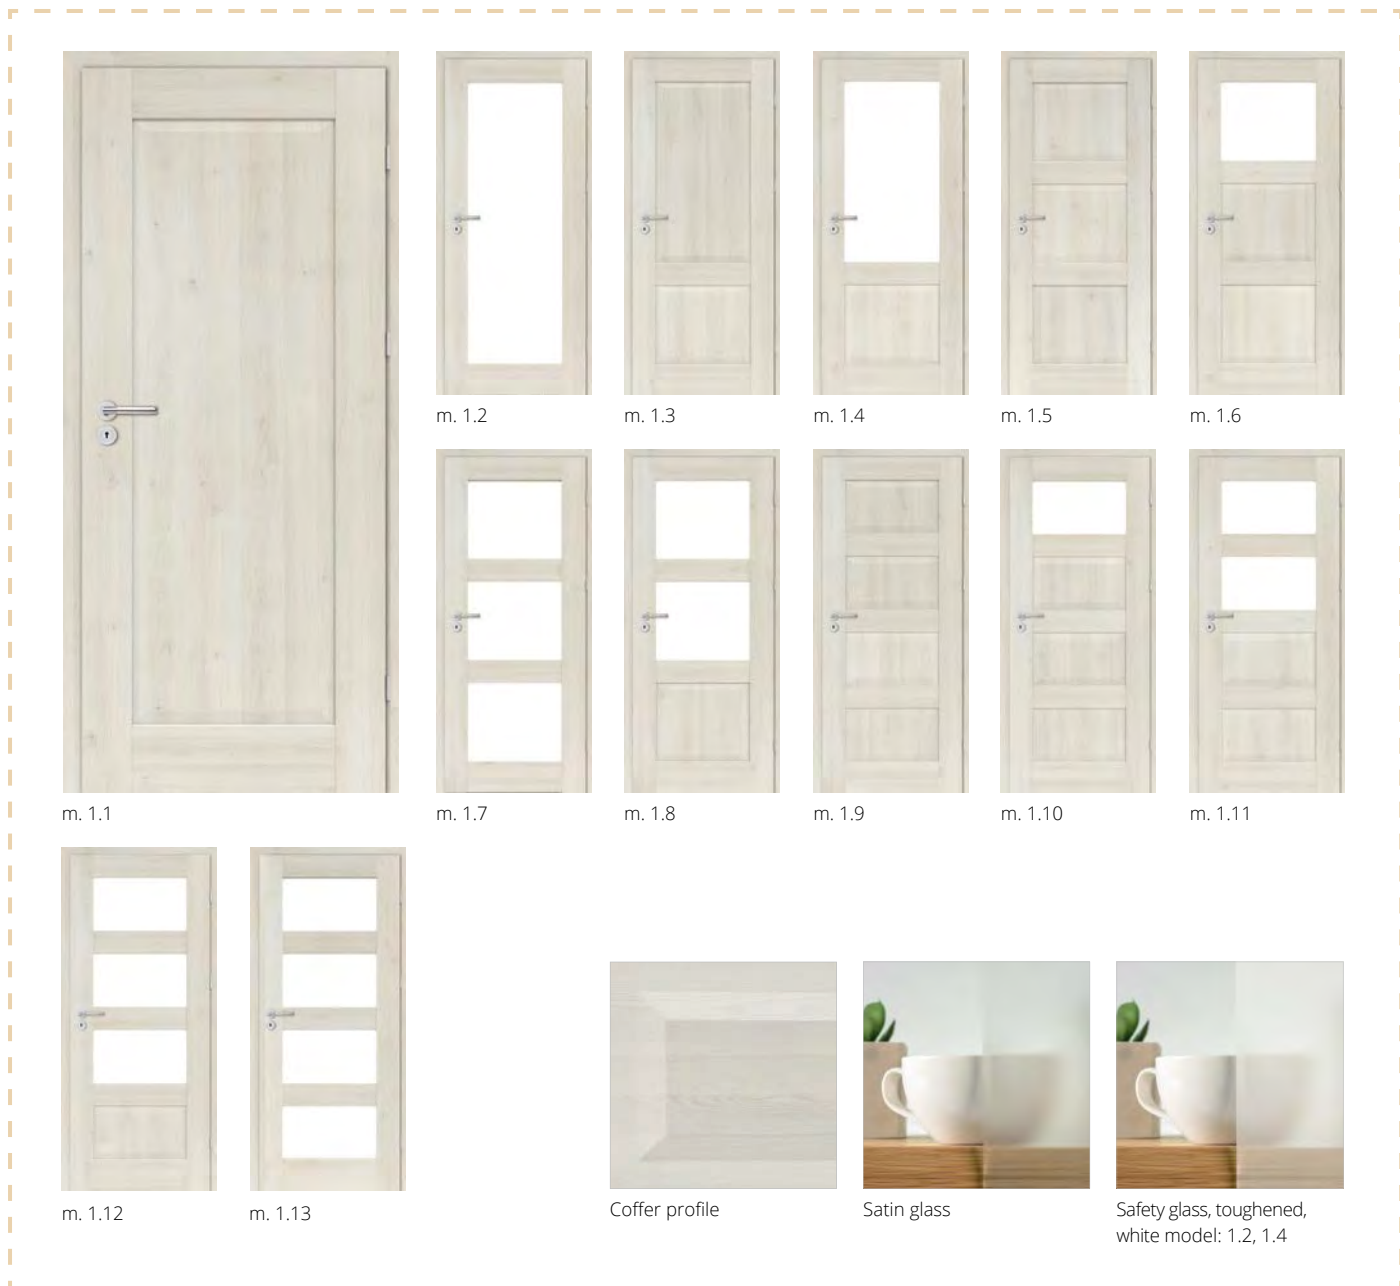 m. 1.2
m. 1.3
m. 1.4
m. 1.5
m. 1.6
m. 1.1
m. 1.7
m. 1.8
m. 1.9
m. 1.10
m. 1.11
m. 1.12
m. 1.13
Coffer profile
Satin glass
Safety glass, toughened,
white model: 1.2, 1.4